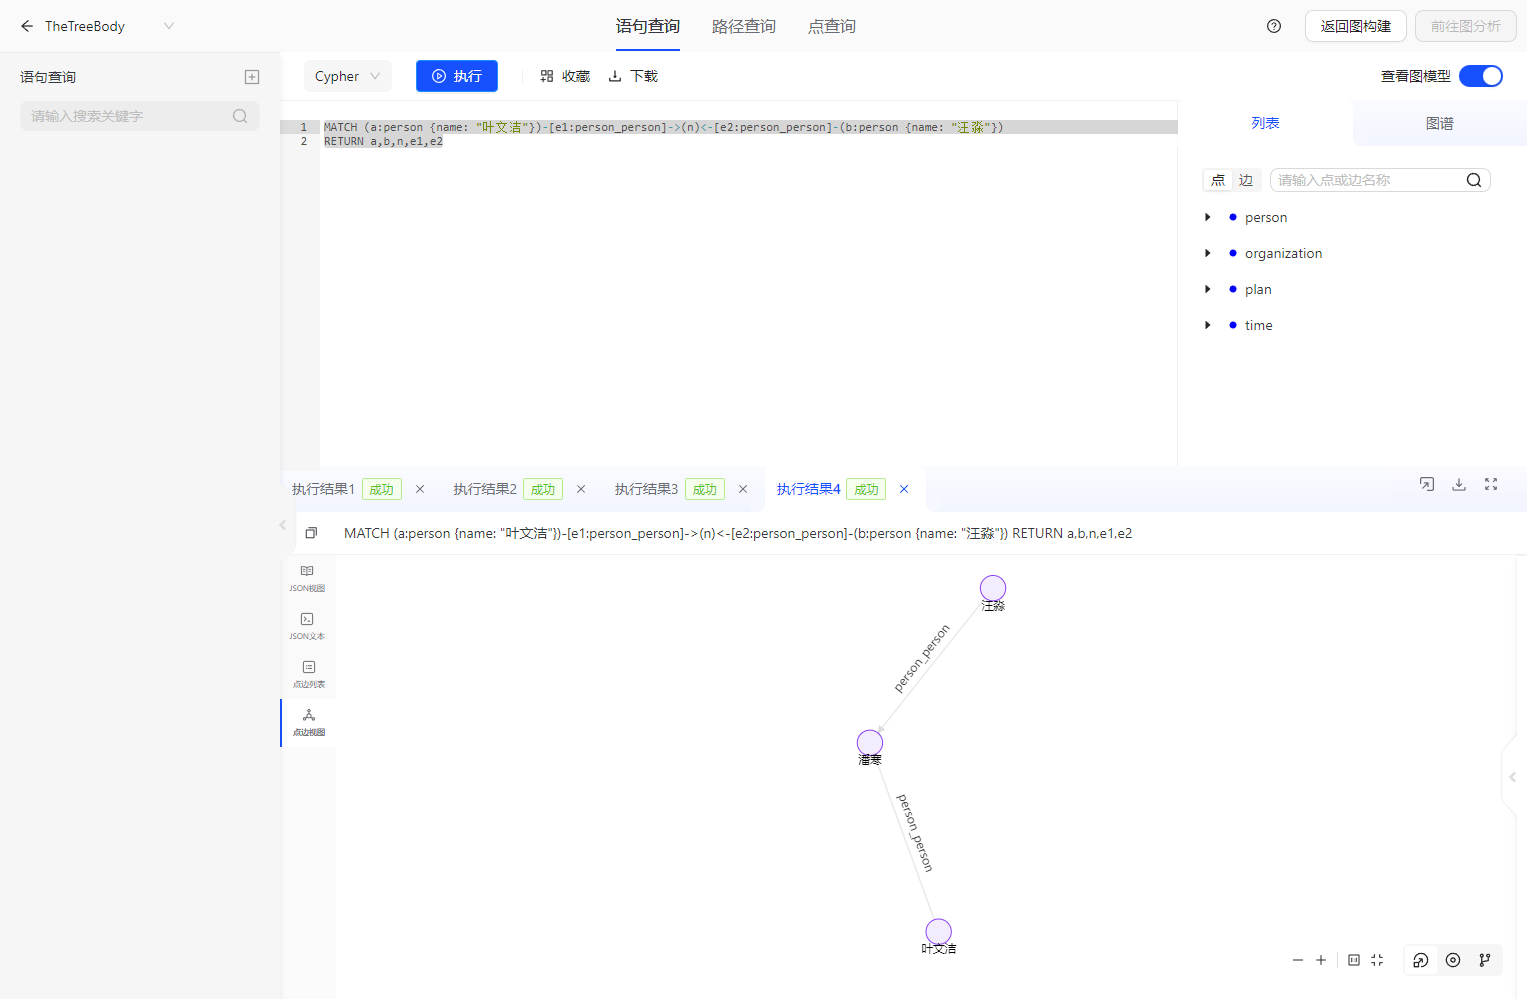 TheTreeBody
语句查询
路径查询
点查询
返回图构建
前往图分析
语句查询
请输入搜索关键字
Cypher
执行
收藏
下载
查看图模型
1 MATCH (a:person {name: "叶文洁"})-[e1:person_person]->(n)<-[e2:person_person]-(b:person {name: "汪淼"})
2 RETURN a,b,n,e1,e2
列表
图谱
点
边
请输入点或边名称
person
organization
plan
time
执行结果1 成功
执行结果2 成功
执行结果3 成功
执行结果4 成功
MATCH (a:person {name: "叶文洁"})-[e1:person_person]->(n)<-[e2:person_person]-(b:person {name: "汪淼"}) RETURN a,b,n,e1,e2
JSON视图
JSON文本
点边列表
点边视图
汪淼
person_person
潘寒
person_person
叶文洁